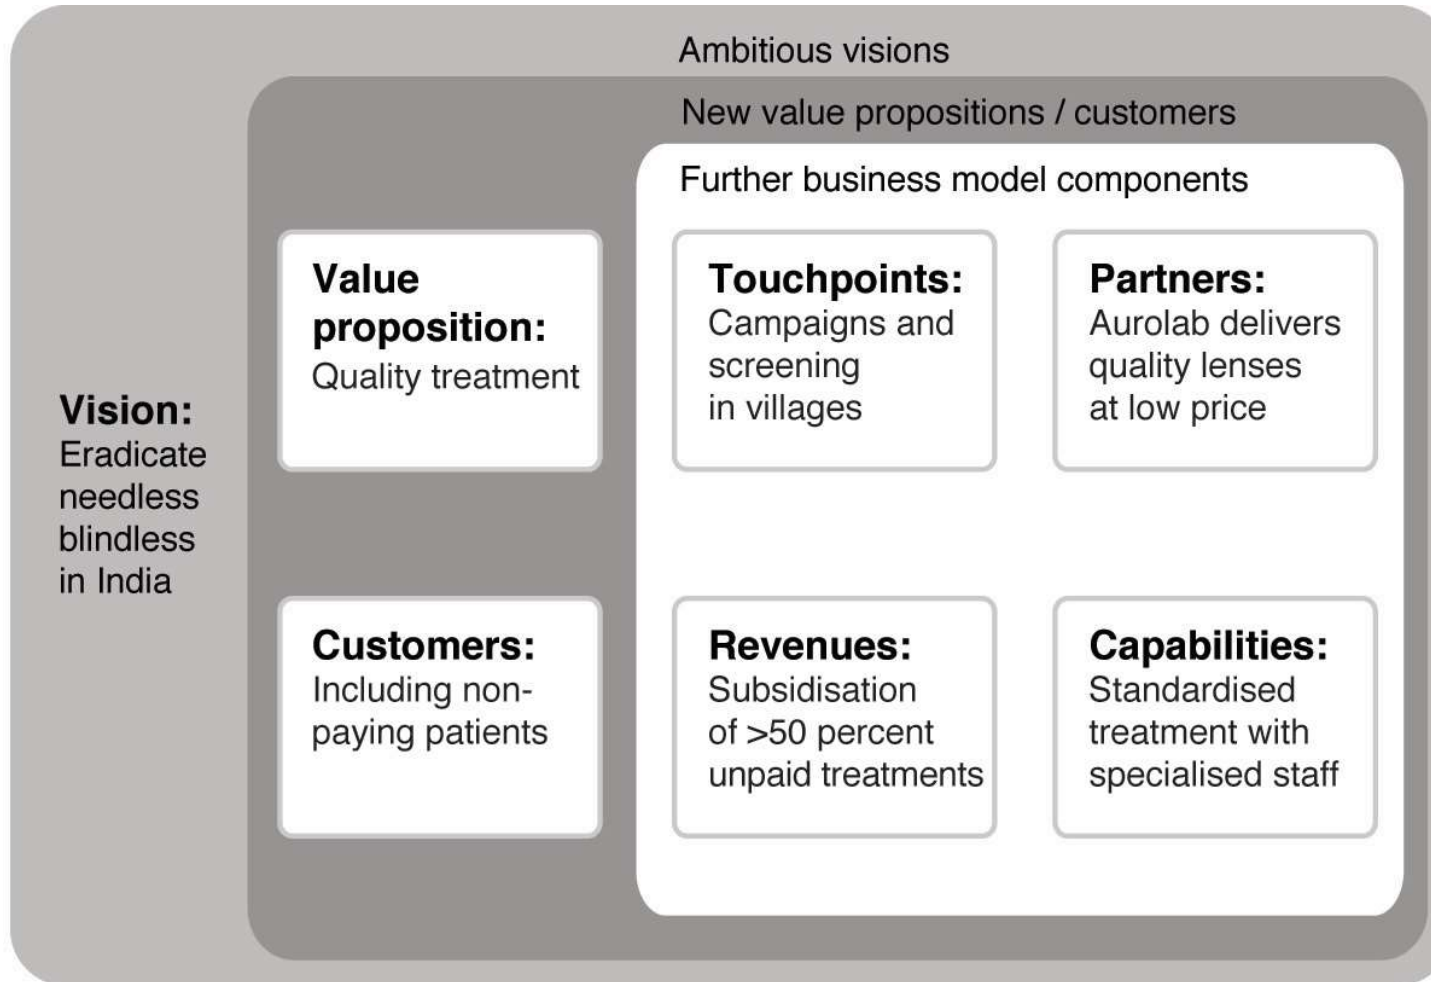 Ambitious visions
New value propositions / customers
Further business model components
Vision:
Eradicate
needless
blindless
in India
Value
proposition:
Quality treatment
Touchpoints:
Campaigns and
screening
in villages
Partners:
Aurolab delivers
quality lenses
at low price
Customers:
Including non-
paying patients
Revenues:
Subsidisation
of >50 percent
unpaid treatments
Capabilities:
Standardised
treatment with
specialised staff